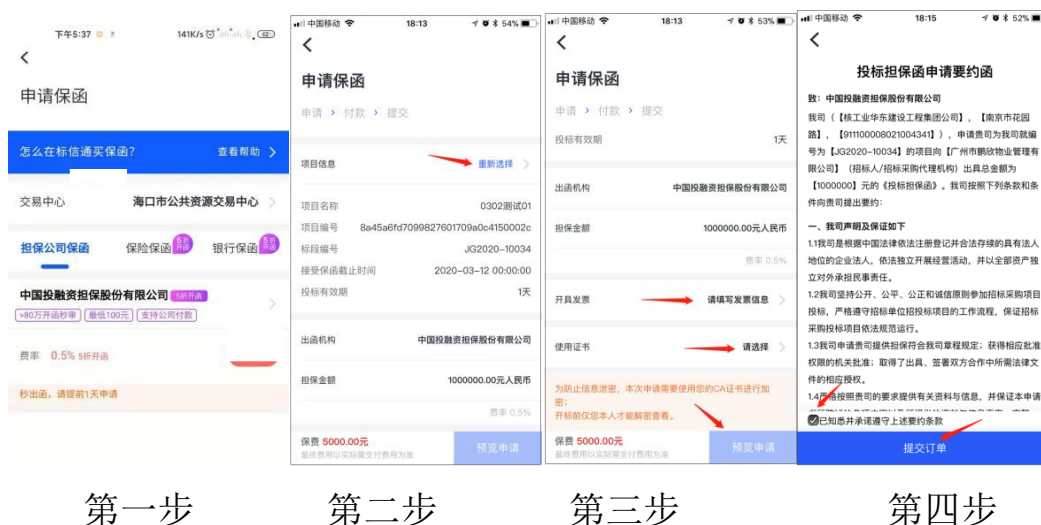 下午5:37
141K/s
62
申请保函
怎么在标信通买保函?
查看帮助
交易中心
海口市公共资源交易中心
担保公司保函
保险保函
5折开函
银行保函
5折开函
中国投融资担保股份有限公司
5折开函
>80万开函秒审
最低100元
支持公司付款
费率 0.5% 5折开函
秒出函，请提前1天申请
第一步
中国移动
18:13
54%
申请保函
申请 > 付款 > 提交
项目信息
重新选择
项目名称
0302测试01
项目编号
8a45a6fd7099827601709a0c4150002c
标段编号
JG2020-10034
接受保函截止时间
2020-03-12 00:00:00
投标有效期
1天
出函机构
中国投融资担保股份有限公司
担保金额
1000000.00元人民币
费率 0.5%
保费 5000.00元
最终费用以实际需支付费用为准
预览申请
第二步
中国移动
18:13
53%
申请保函
申请 > 付款 > 提交
投标有效期
1天
出函机构
中国投融资担保股份有限公司
担保金额
1000000.00元人民币
费率 0.5%
开具发票
请填写发票信息
使用证书
请选择
为防止信息泄密，本次申请需要使用您的CA证书进行加
密；
开标前仅您本人才能解密查看。
保费 5000.00元
最终费用以实际需支付费用为准
预览申请
第三步
中国移动
18:15
52%
投标担保函申请要约函
致：中国投融资担保股份有限公司
我司（【核工业华东建设工程集团公司】，【南京市花园
路】，【911100008021004341】），申请贵司为我司就编
号为【JG2020-10034】的项目向【广州市鹏欣物业管理有
限公司】（招标人/招标采购代理机构）出具总金额为
【1000000】元的《投标担保函》。我司按照下列条款和条
件向贵司提出要约：
一、我司声明及保证如下
1.1我司是根据中国法律依法注册登记并合法存续的具有法人
地位的企业法人，依法独立开展经营活动，并以全部资产独
立对外承担民事责任。
1.2我司坚持公开、公平、公正和诚信原则参加招标采购项目
投标，严格遵守招标单位招投标项目的工作流程，保证招标
采购投标项目依法规范运行。
1.3我司申请贵司提供担保符合我司章程规定；获得相应批准
权限的机关批准；取得了出具、签署双方合作中所需法律文
件的相应授权。
1.4严格按照贵司的要求提供有关资料与信息，并保证本申请
已知悉并承诺遵守上述要约条款
提交订单
第四步